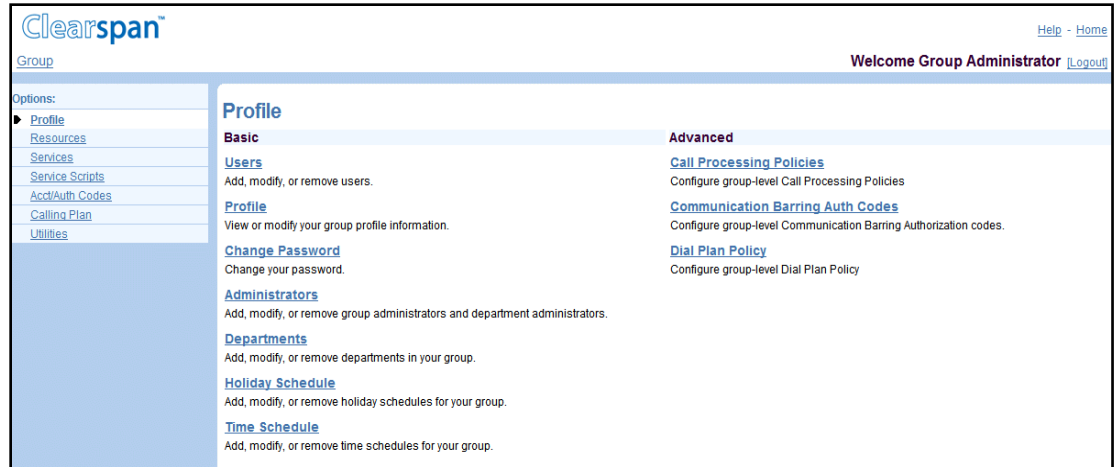 Clearspan™
Help - Home
Group
Welcome Group Administrator [Logout]
Options:
Profile
Resources
Services
Service Scripts
Acct/Auth Codes
Calling Plan
Utilities
Profile
Basic
Users
Add, modify, or remove users.
Profile
View or modify your group profile information.
Change Password
Change your password.
Administrators
Add, modify, or remove group administrators and department administrators.
Departments
Add, modify, or remove departments in your group.
Holiday Schedule
Add, modify, or remove holiday schedules for your group.
Time Schedule
Add, modify, or remove time schedules for your group.
Advanced
Call Processing Policies
Configure group-level Call Processing Policies
Communication Barring Auth Codes
Configure group-level Communication Barring Authorization codes.
Dial Plan Policy
Configure group-level Dial Plan Policy